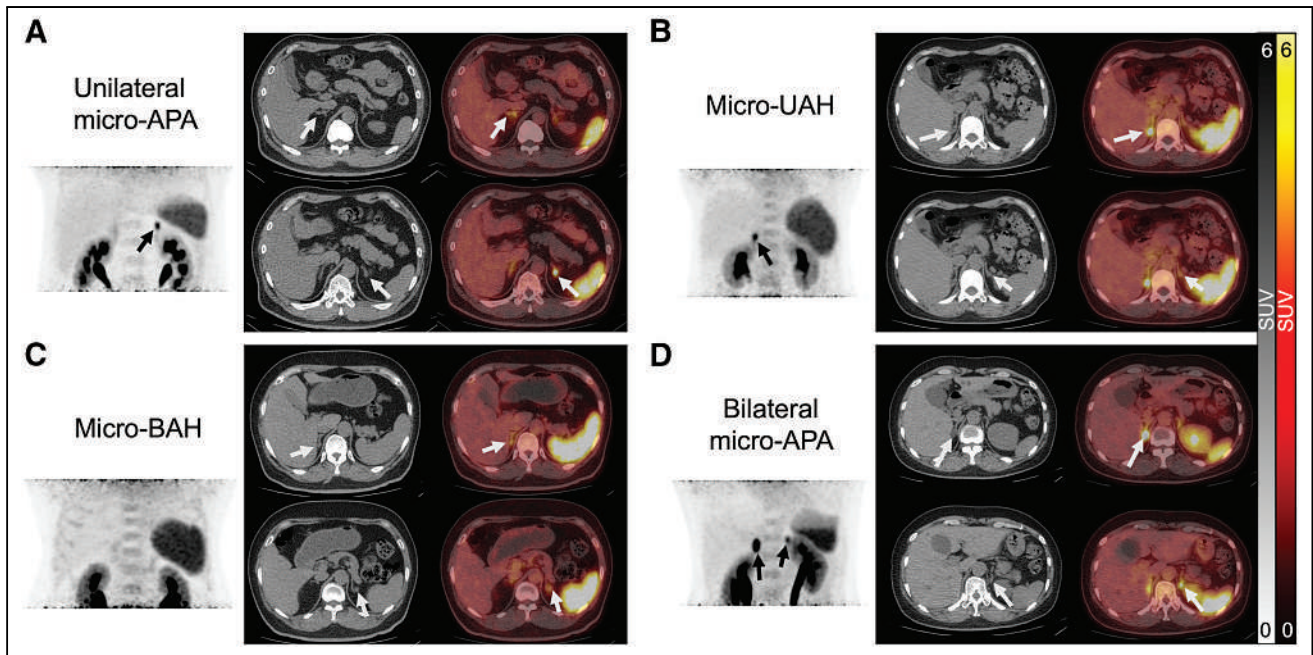 A
Unilateral
micro-APA
B
Micro-UAH
6
6
SUV
SUV
0
0
C
Micro-BAH
D
Bilateral
micro-APA